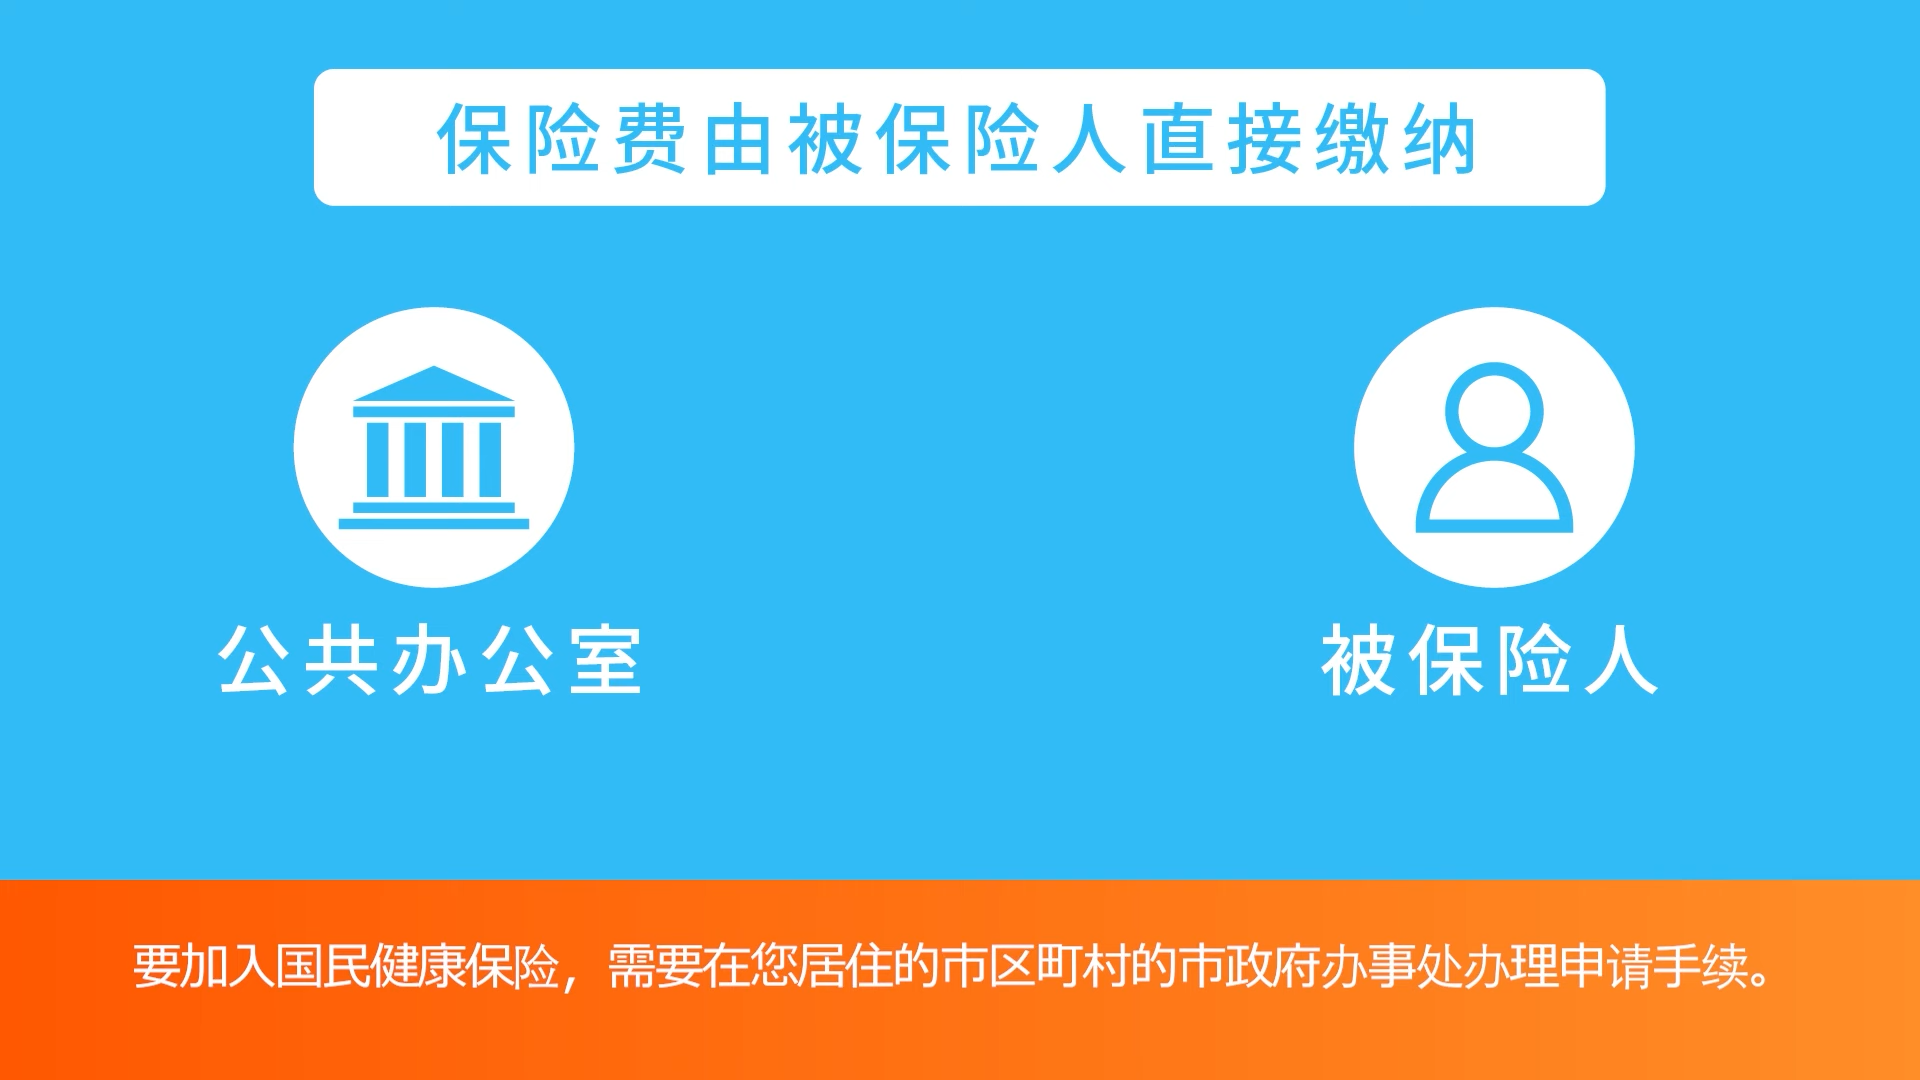 保险费由被保险人直接缴纳
公共办公室
被保险人
要加入国民健康保险，需要在您居住的市区町村的市政府办事处办理申请手续。